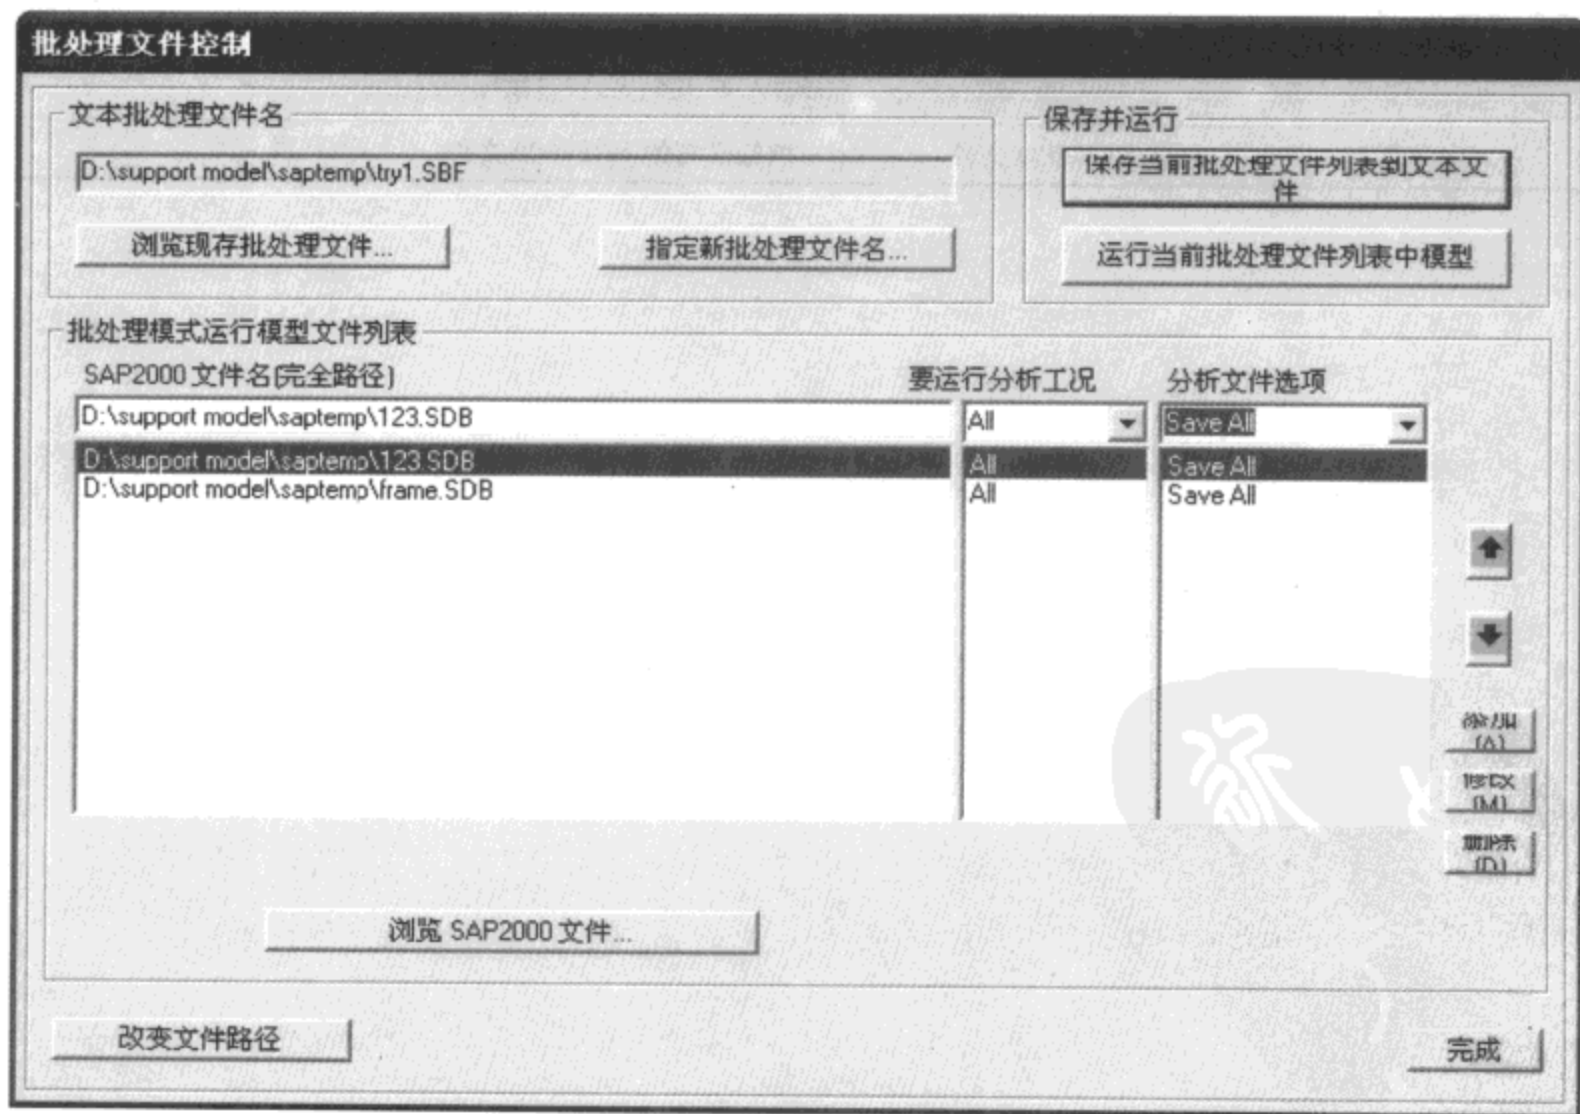 批处理文件控制
文本批处理文件名
保存并运行
D:\support model\saptemp\try1.SBF
保存当前批处理文件列表到文本文
件
浏览现存批处理文件...
指定新批处理文件名...
运行当前批处理文件列表中模型
批处理模式运行模型文件列表
SAP2000 文件名(完全路径)
要运行分析工况
分析文件选项
D:\support model\saptemp\123.SDB
All
Save All
D:\support model\saptemp\123.SDB
All
Save All
D:\support model\saptemp\frame.SDB
All
Save All
添加
(A)
修改
(M)
删除
(D)
浏览 SAP2000 文件...
改变文件路径
完成